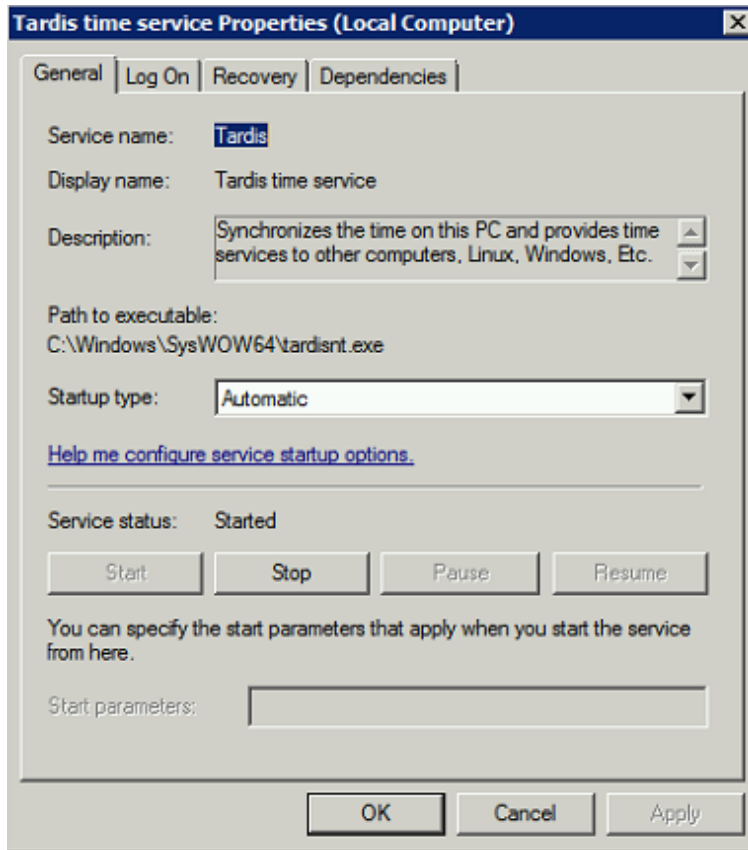 Tardis time service Properties (Local Computer)
General Log On Recovery Dependencies
Service name: Tardis
Display name: Tardis time service
Description: Synchronizes the time on this PC and provides time
services to other computers, Linux, Windows, Etc.
Path to executable:
C:\Windows\SysWOW64\tardisnt.exe
Startup type: Automatic
Help me configure service startup options.
Service status: Started
Start Stop Pause Resume
You can specify the start parameters that apply when you start the service
from here.
Start parameters:
OK Cancel Apply